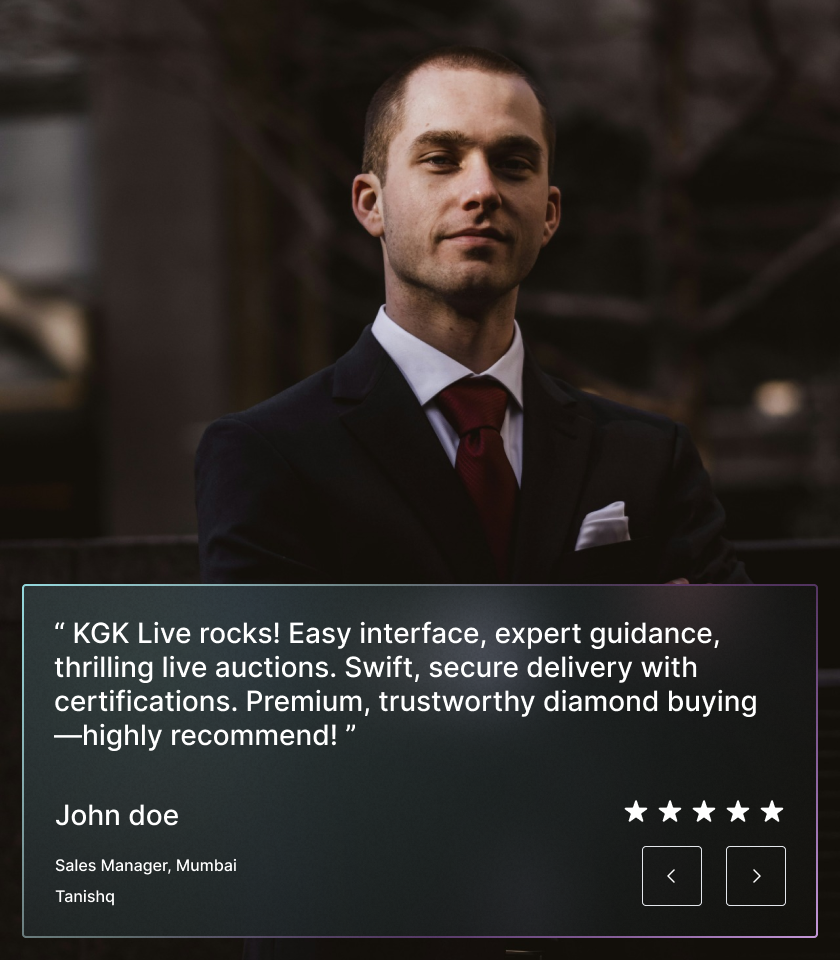 “ KGK Live rocks! Easy interface, expert guidance,
thrilling live auctions. Swift, secure delivery with
certifications. Premium, trustworthy diamond buying
—highly recommend! ”
John doe
Sales Manager, Mumbai
Tanishq